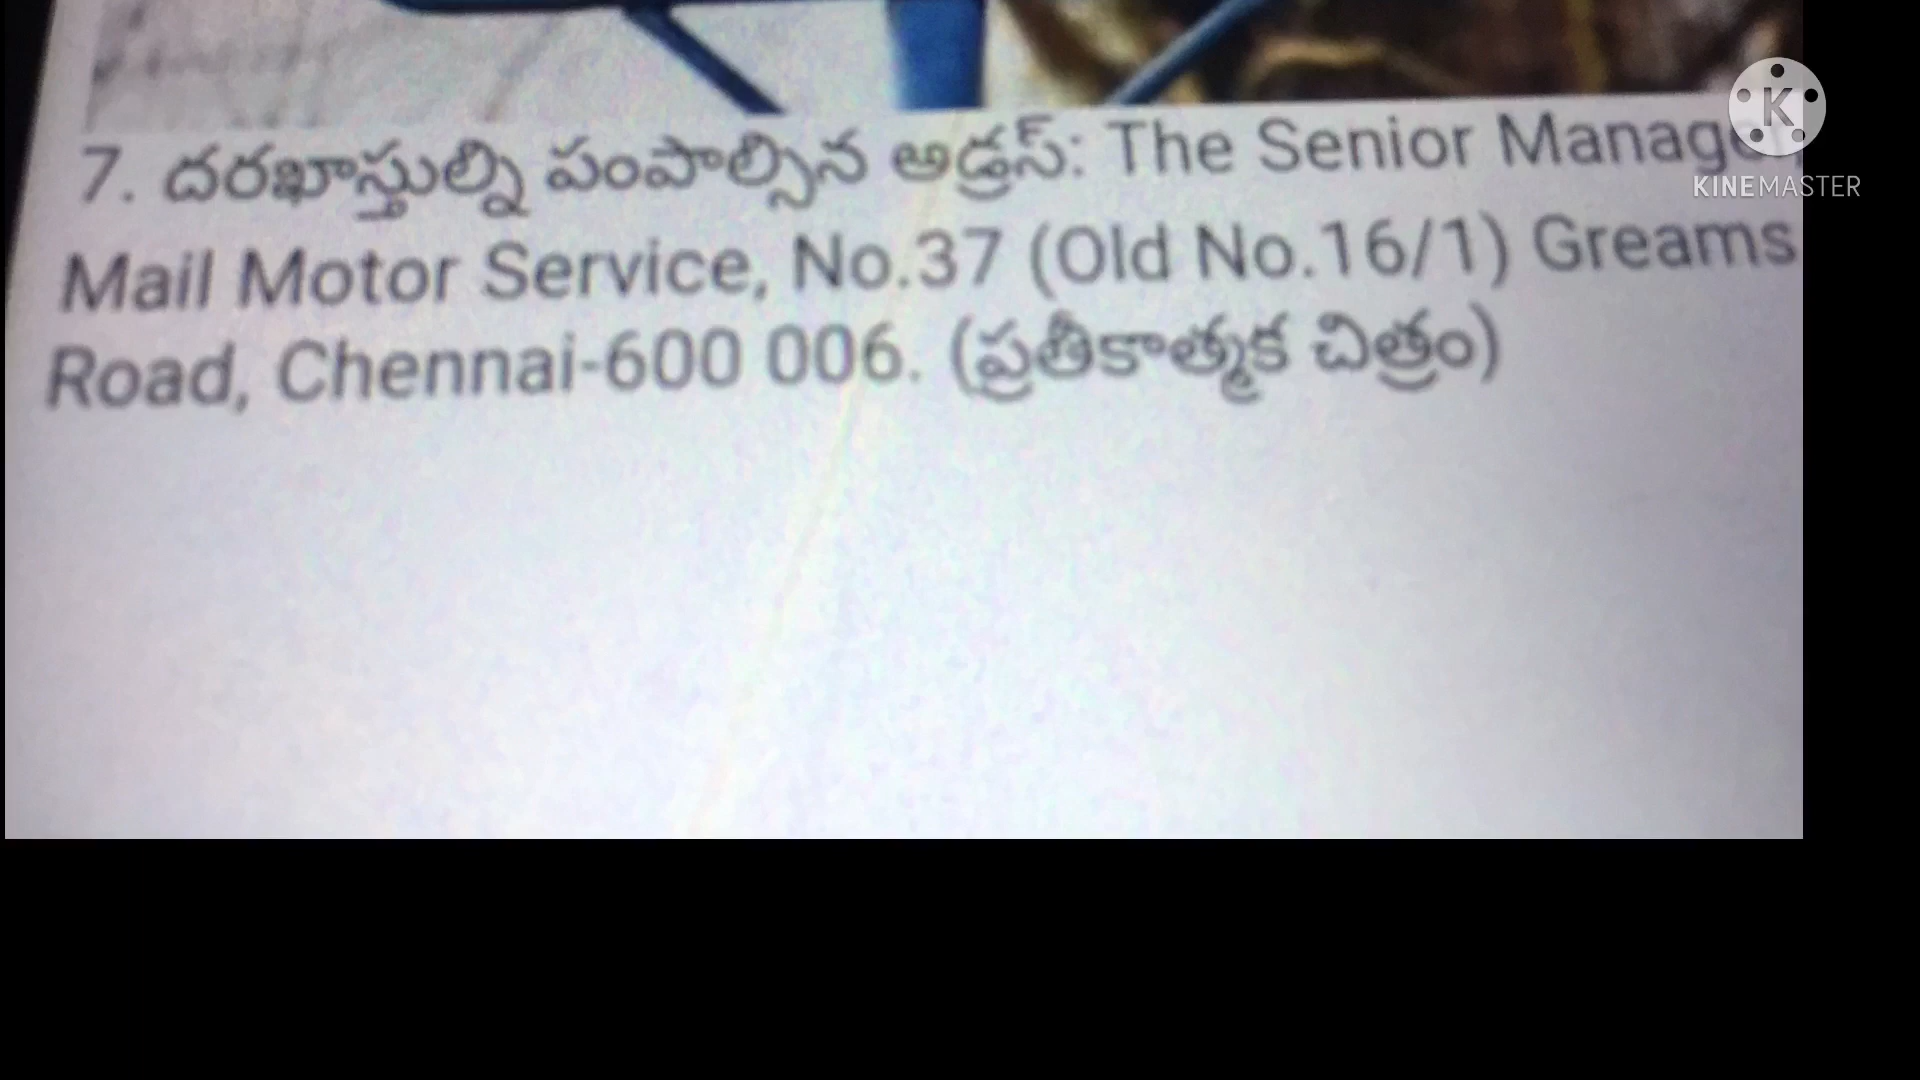 7. దరఖాస్తుల్ని పంపాల్సిన అడ్రస్: The Senior Manager,
Mail Motor Service, No.37 (Old No.16/1) Greams
Road, Chennai-600 006. (ప్రతీకాత్మక చిత్రం)
K
KINEMASTER